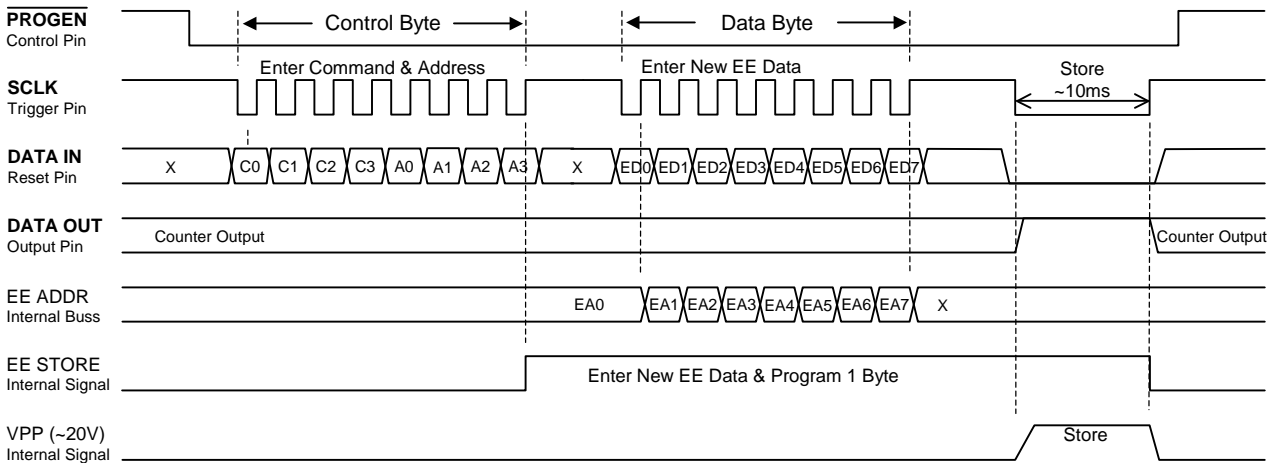 PROGEN
Control Pin
Control Byte
Data Byte
Enter Command & Address
Enter New EE Data
Store
~10ms
SCLK
Trigger Pin
DATA IN
Reset Pin
X C0 C1 C2 C3 A0 A1 A2 A3 X ED0 ED1 ED2 ED3 ED4 ED5 ED6 ED7
DATA OUT
Output Pin
Counter Output
Counter Output
EE ADDR
Internal Buss
EA0 EA1 EA2 EA3 EA4 EA5 EA6 EA7 X
EE STORE
Internal Signal
Enter New EE Data & Program 1 Byte
VPP (~20V)
Internal Signal
Store